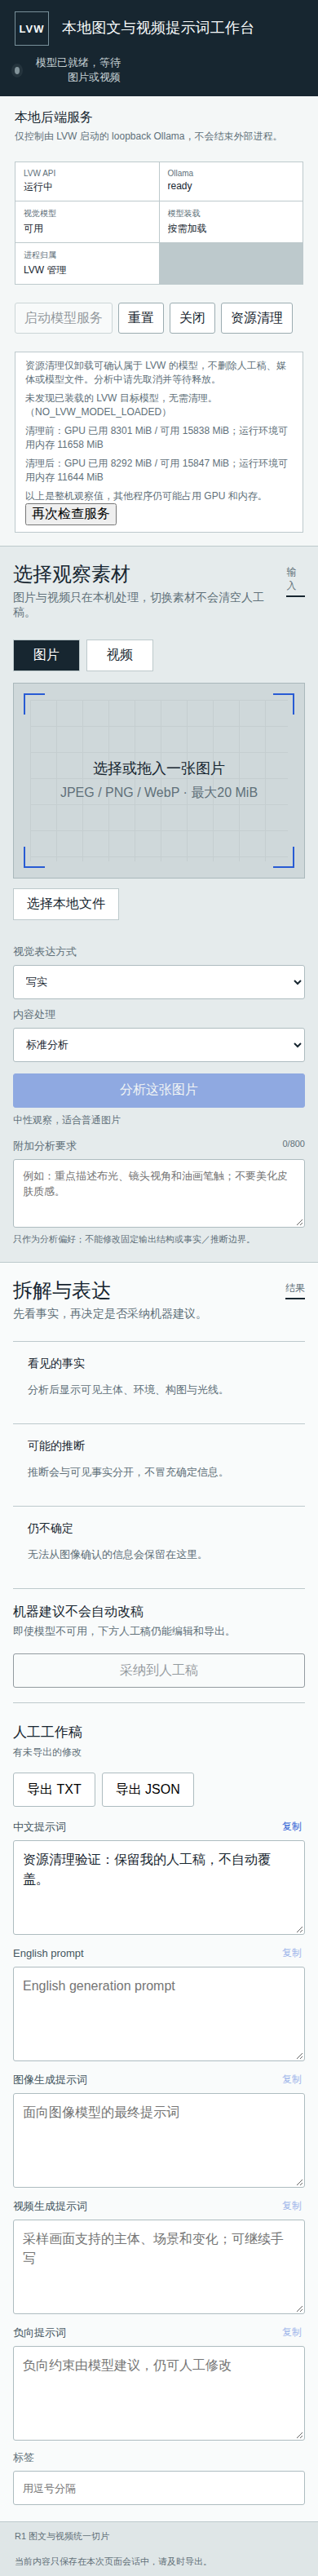 LVW
本地图文与视频提示词工作台
模型已就绪，等待
图片或视频
本地后端服务
仅控制由 LVW 启动的 loopback Ollama，不会结束外部进程。
LVW API
运行中
Ollama
ready
视觉模型
可用
模型装载
按需加载
进程归属
LVW 管理
启动模型服务
重置
关闭
资源清理
资源清理仅卸载可确认属于 LVW 的模型，不删除人工稿、媒
体或模型文件。分析中请先取消并等待释放。
未发现已装载的 LVW 目标模型，无需清理。
（NO_LVW_MODEL_LOADED）
清理前：GPU 已用 8301 MiB / 可用 15838 MiB；运行环境可
用内存 11658 MiB
清理后：GPU 已用 8292 MiB / 可用 15847 MiB；运行环境可
用内存 11644 MiB
以上是整机观察值，其他程序仍可能占用 GPU 和内存。
再次检查服务
选择观察素材
输
入
图片与视频只在本机处理，切换素材不会清空人工
稿。
图片
视频
选择或拖入一张图片
JPEG / PNG / WebP · 最大20 MiB
选择本地文件
视觉表达方式
写实
内容处理
标准分析
分析这张图片
中性观察，适合普通图片
附加分析要求
0/800
例如：重点描述布光、镜头视角和油画笔触；不要美化皮
肤质感。
只作为分析偏好；不能修改固定输出结构或事实／推断边界。
拆解与表达
结果
先看事实，再决定是否采纳机器建议。
看见的事实
分析后显示可见主体、环境、构图与光线。
可能的推断
推断会与可见事实分开，不冒充确定信息。
仍不确定
无法从图像确认的信息会保留在这里。
机器建议不会自动改稿
即使模型不可用，下方人工稿仍能编辑和导出。
采纳到人工稿
人工工作稿
有未导出的修改
导出 TXT
导出 JSON
中文提示词
复制
资源清理验证：保留我的人工稿，不自动覆
盖。
English prompt
复制
English generation prompt
图像生成提示词
复制
面向图像模型的最终提示词
视频生成提示词
复制
采样画面支持的主体、场景和变化；可继续手
写
负向提示词
复制
负向约束由模型建议，仍可人工修改
标签
用逗号分隔
R1 图文与视频统一切片
当前内容只保存在本次页面会话中，请及时导出。